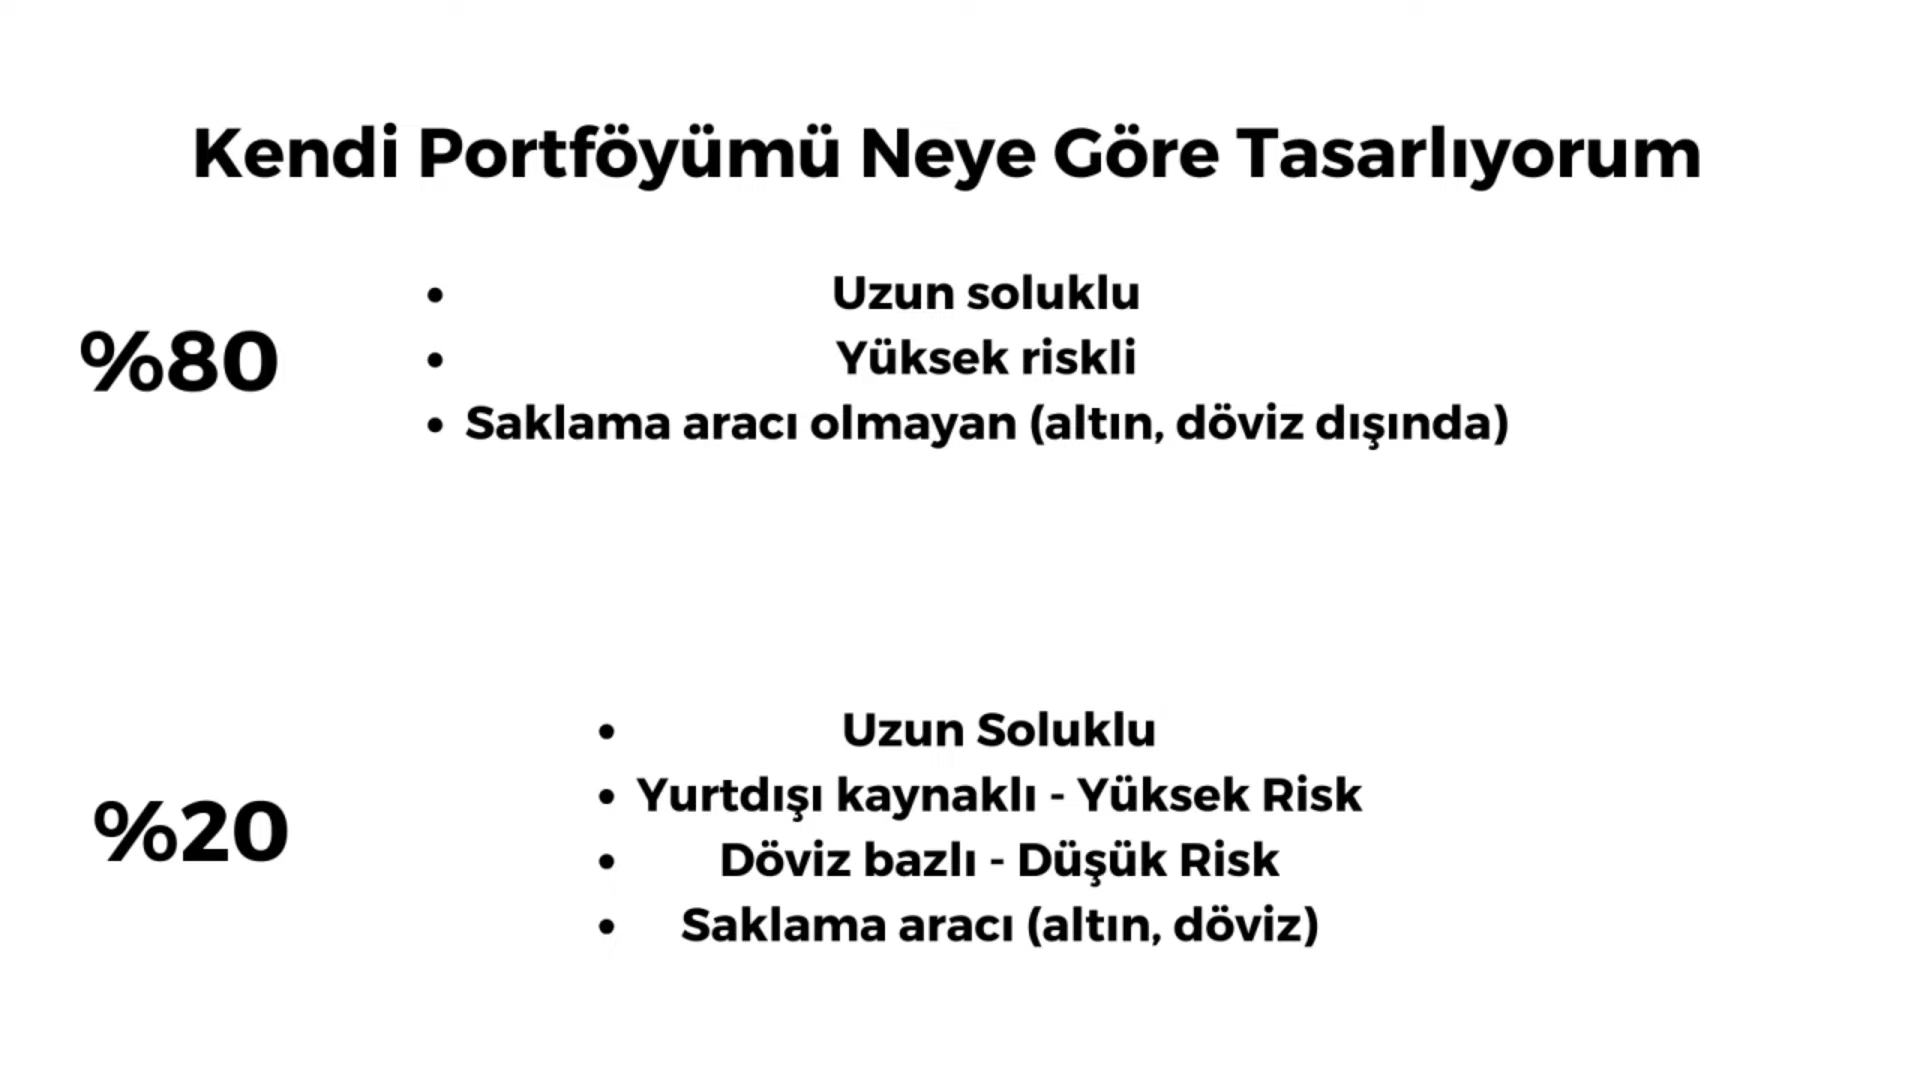 Kendi Portföyümü Neye Göre Tasarlıyorum
%80
• Uzun soluklu
• Yüksek riskli
• Saklama aracı olmayan (altın, döviz dışında)
%20
• Uzun Soluklu
• Yurtdışı kaynaklı - Yüksek Risk
• Döviz bazlı - Düşük Risk
• Saklama aracı (altın, döviz)